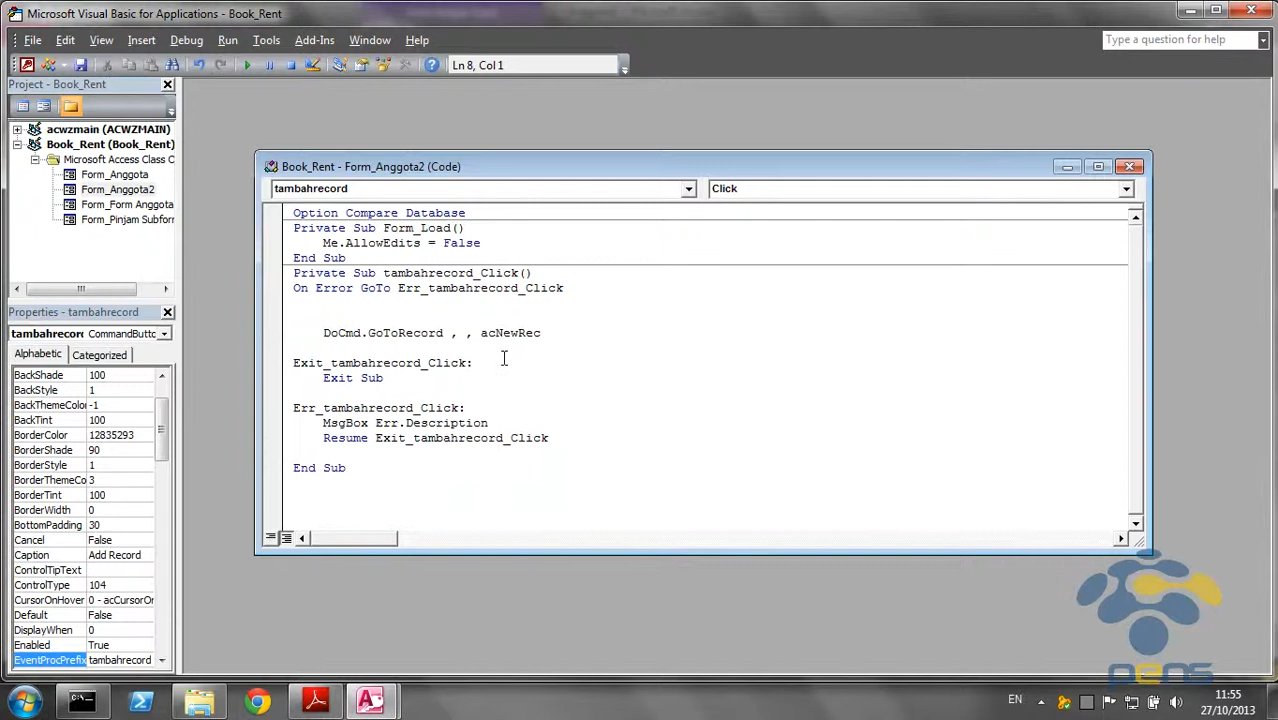 Microsoft Visual Basic for Applications - Book_Rent
File Edit View Insert Debug Run Tools Add-Ins Window Help
Type a question for help
Ln 8, Col 1
Project - Book_Rent
acwzmain (ACWZMAIN)
Book_Rent (Book_Rent)
Microsoft Access Class O
Form_Anggota
Form_Anggota2
Form_Form Anggota
Form_Pinjam Subforn
Properties - tambahrecord
tambahrecor CommandButto
Alphabetic Categorized
BackShade 100
BackStyle 1
BackThemeColo -1
BackTint 100
BorderColor 12835293
BorderShade 90
BorderStyle 1
BorderThemeCo 3
BorderTint 100
BorderWidth 0
BottomPadding 30
Cancel False
Caption Add Record
ControlTipText
ControlType 104
CursorOnHover 0 - acCursorOn
Default False
DisplayWhen 0
Enabled True
EventProcPrefix tambahrecord
Book_Rent - Form_Anggota2 (Code)
tambahrecord Click
Option Compare Database
Private Sub Form_Load()
Me.AllowEdits = False
End Sub
Private Sub tambahrecord_Click()
On Error GoTo Err_tambahrecord_Click
DoCmd.GoToRecord , , acNewRec
Exit_tambahrecord_Click:
Exit Sub
Err_tambahrecord_Click:
MsgBox Err.Description
Resume Exit_tambahrecord_Click
End Sub
pens
EN
11:55
27/10/2013